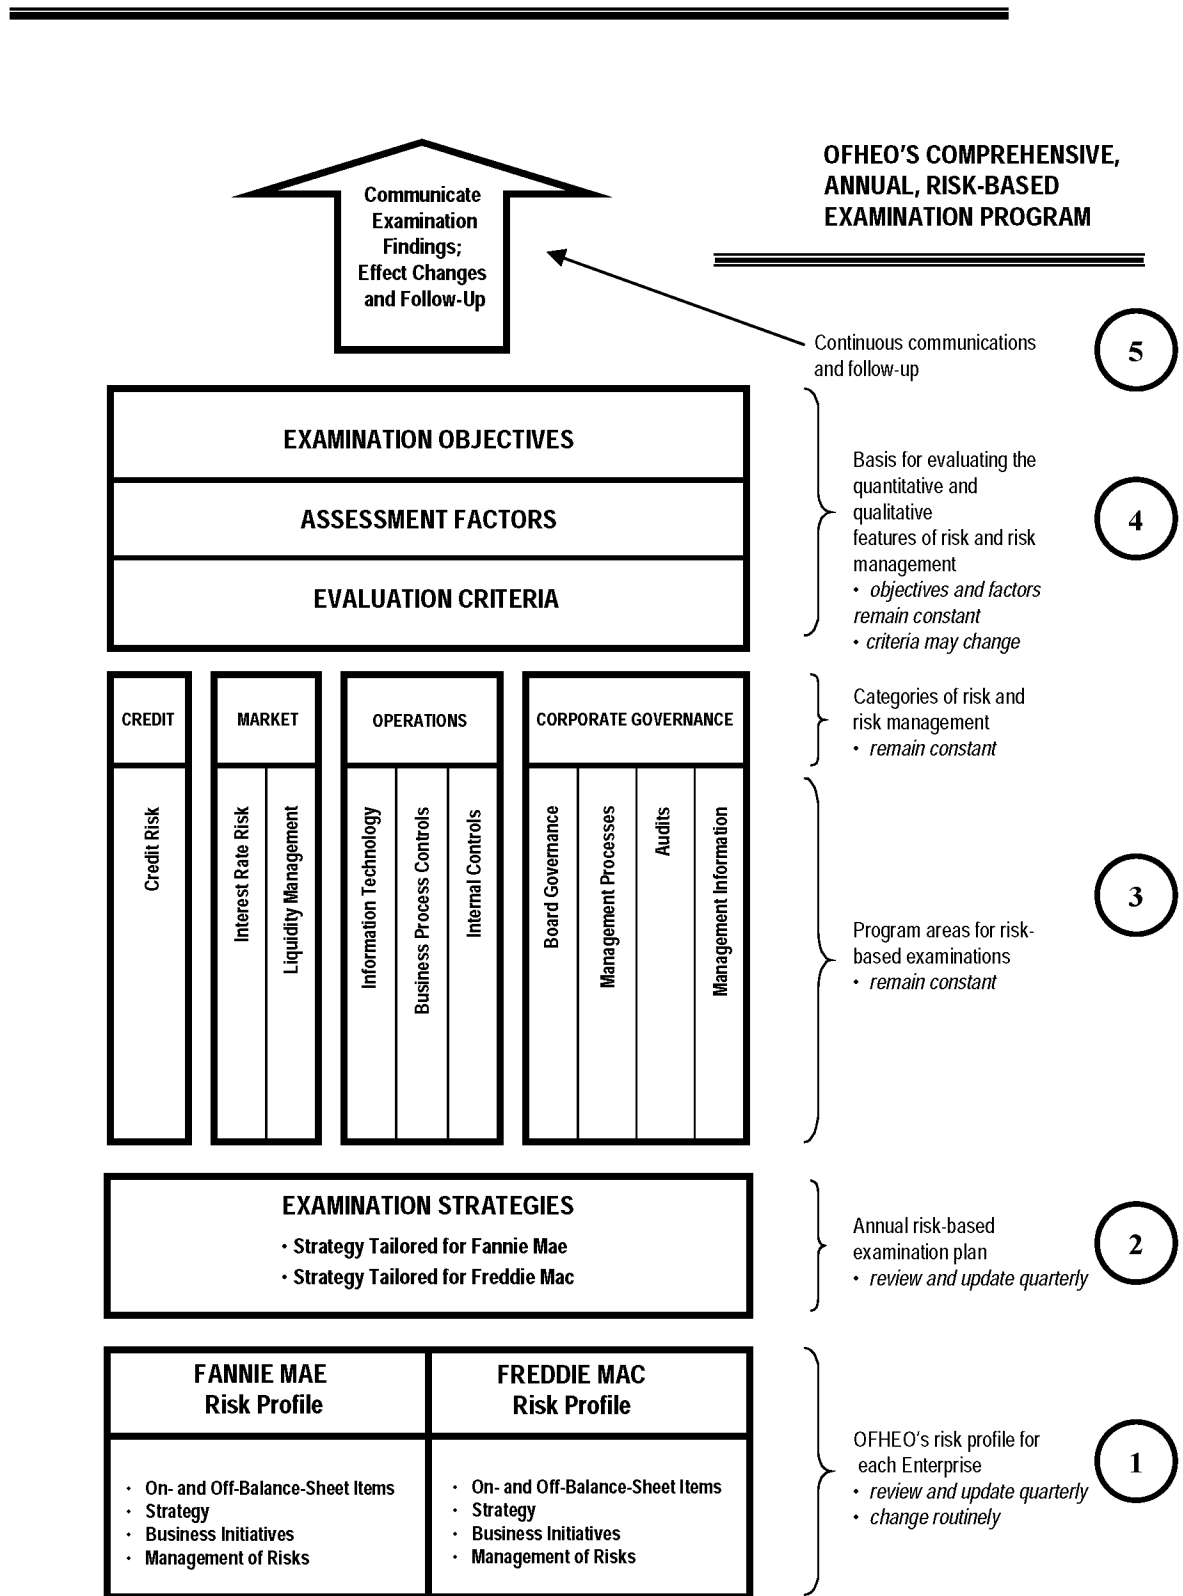 OFHEO'S COMPREHENSIVE,
ANNUAL, RISK-BASED
EXAMINATION PROGRAM
Communicate
Examination
Findings;
Effect Changes
and Follow-Up
Continuous communications
and follow-up
5
EXAMINATION OBJECTIVES
ASSESSMENT FACTORS
EVALUATION CRITERIA
Basis for evaluating the
quantitative and
qualitative
features of risk and risk
management
• objectives and factors
remain constant
• criteria may change
4
CREDIT
MARKET
OPERATIONS
CORPORATE GOVERNANCE
Categories of risk and
risk management
• remain constant
Credit Risk
Interest Rate Risk
Liquidity Management
Information Technology
Business Process Controls
Internal Controls
Board Governance
Management Processes
Audits
Management Information
Program areas for risk-
based examinations
• remain constant
3
EXAMINATION STRATEGIES
• Strategy Tailored for Fannie Mae
• Strategy Tailored for Freddie Mac
Annual risk-based
examination plan
• review and update quarterly
2
FANNIE MAE
Risk Profile
• On- and Off-Balance-Sheet Items
• Strategy
• Business Initiatives
• Management of Risks
FREDDIE MAC
Risk Profile
• On- and Off-Balance-Sheet Items
• Strategy
• Business Initiatives
• Management of Risks
OFHEO's risk profile for
each Enterprise
• review and update quarterly
• change routinely
1